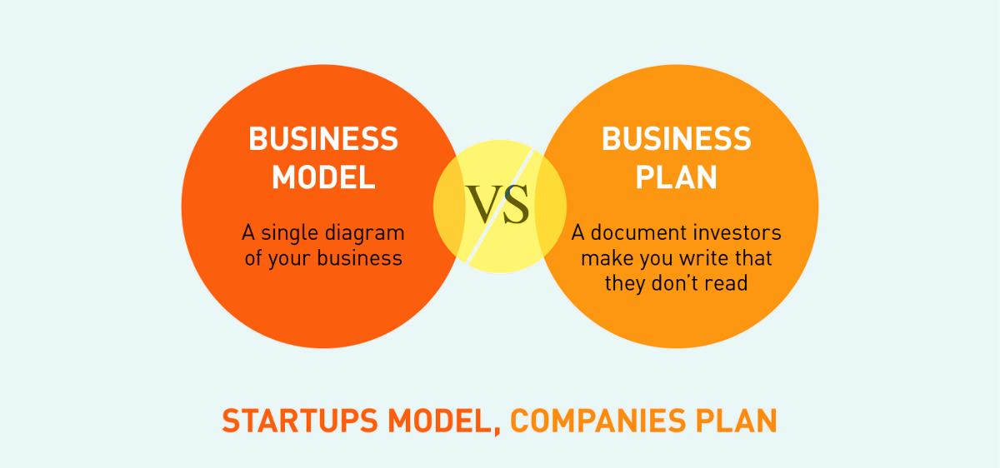 BUSINESS
MODEL
A single diagram
of your business
VS
BUSINESS
PLAN
A document investors
make you write that
they don’t read
STARTUPS MODEL, COMPANIES PLAN